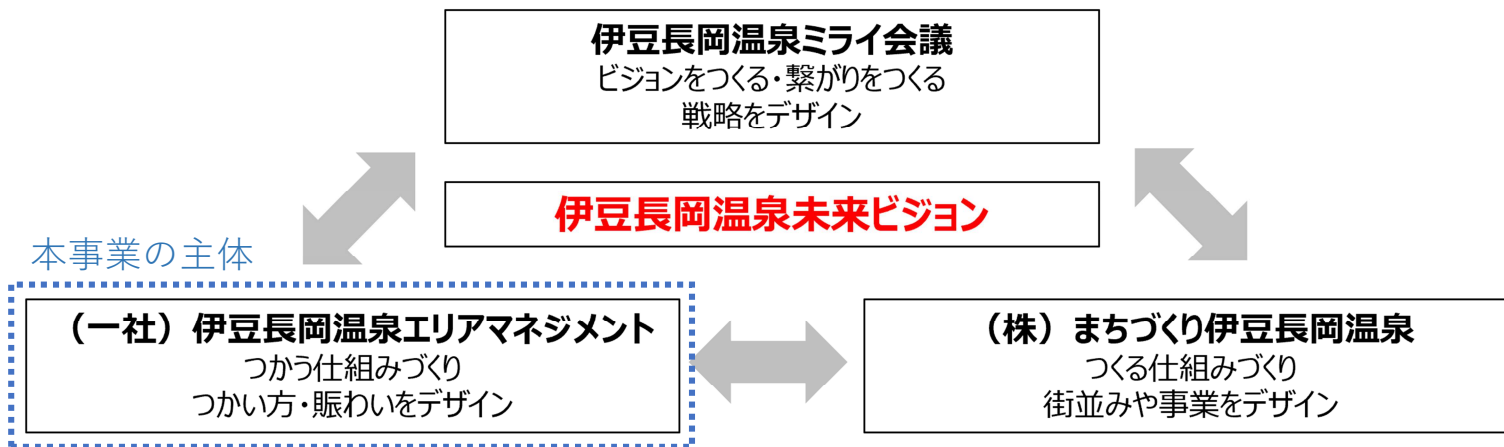 伊豆長岡温泉ミライ会議
ビジョンをつくる・繋がりをつくる
戦略をデザイン
伊豆長岡温泉未来ビジョン
本事業の主体
（一社）伊豆長岡温泉エリアマネジメント
つかう仕組みづくり
つかい方・賑わいをデザイン
（株）まちづくり伊豆長岡温泉
つくる仕組みづくり
街並みや事業をデザイン